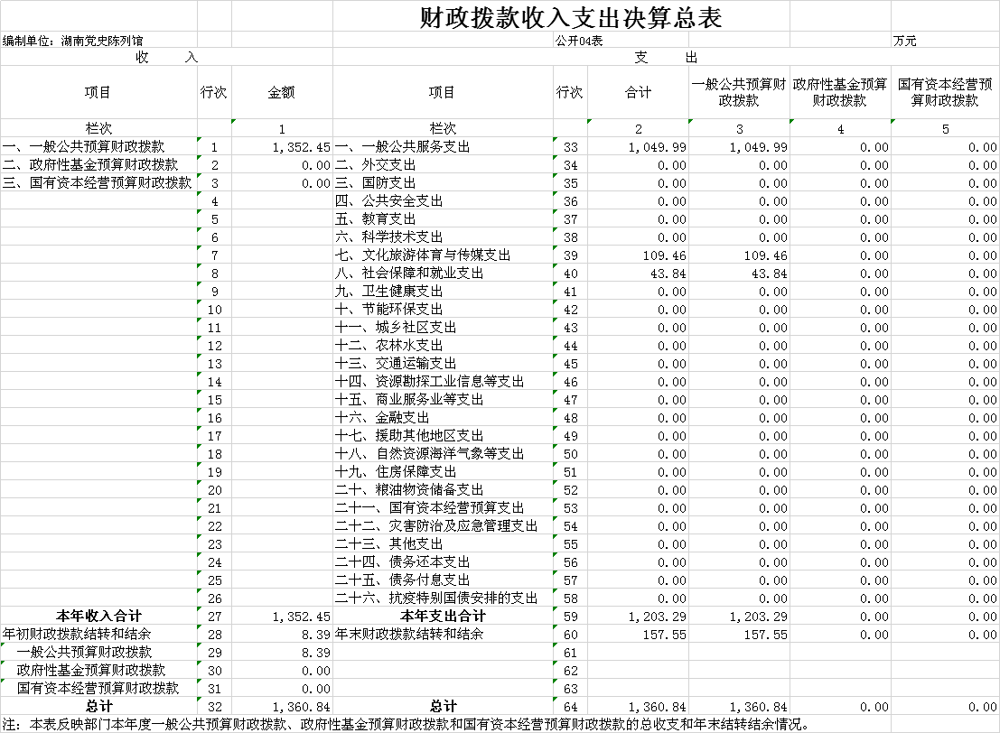 财政拨款收入支出决算总表
编制单位：湖南党史陈列馆 公开04表 万元
收 入 支 出
项目 行次 金额 项目 行次 合计 一般公共预算财政拨款 政府性基金预算财政拨款 国有资本经营预算财政拨款
栏次 1 栏次 2 3 4 5
一、一般公共预算财政拨款 1 1,352.45 一、一般公共服务支出 33 1,049.99 1,049.99 0.00 0.00
二、政府性基金预算财政拨款 2 0.00 二、外交支出 34 0.00 0.00 0.00 0.00
三、国有资本经营预算财政拨款 3 0.00 三、国防支出 35 0.00 0.00 0.00 0.00
4 四、公共安全支出 36 0.00 0.00 0.00 0.00
5 五、教育支出 37 0.00 0.00 0.00 0.00
6 六、科学技术支出 38 0.00 0.00 0.00 0.00
7 七、文化旅游体育与传媒支出 39 109.46 109.46 0.00 0.00
8 八、社会保障和就业支出 40 43.84 43.84 0.00 0.00
9 九、卫生健康支出 41 0.00 0.00 0.00 0.00
10 十、节能环保支出 42 0.00 0.00 0.00 0.00
11 十一、城乡社区支出 43 0.00 0.00 0.00 0.00
12 十二、农林水支出 44 0.00 0.00 0.00 0.00
13 十三、交通运输支出 45 0.00 0.00 0.00 0.00
14 十四、资源勘探工业信息等支出 46 0.00 0.00 0.00 0.00
15 十五、商业服务业等支出 47 0.00 0.00 0.00 0.00
16 十六、金融支出 48 0.00 0.00 0.00 0.00
17 十七、援助其他地区支出 49 0.00 0.00 0.00 0.00
18 十八、自然资源海洋气象等支出 50 0.00 0.00 0.00 0.00
19 十九、住房保障支出 51 0.00 0.00 0.00 0.00
20 二十、粮油物资储备支出 52 0.00 0.00 0.00 0.00
21 二十一、国有资本经营预算支出 53 0.00 0.00 0.00 0.00
22 二十二、灾害防治及应急管理支出 54 0.00 0.00 0.00 0.00
23 二十三、其他支出 55 0.00 0.00 0.00 0.00
24 二十四、债务还本支出 56 0.00 0.00 0.00 0.00
25 二十五、债务付息支出 57 0.00 0.00 0.00 0.00
26 二十六、抗疫特别国债安排的支出 58 0.00 0.00 0.00 0.00
本年收入合计 27 1,352.45 本年支出合计 59 1,203.29 1,203.29 0.00 0.00
年初财政拨款结转和结余 28 8.39 年末财政拨款结转和结余 60 157.55 157.55 0.00 0.00
一般公共预算财政拨款 29 8.39 61
政府性基金预算财政拨款 30 0.00 62
国有资本经营预算财政拨款 31 0.00 63
总计 32 1,360.84 总计 64 1,360.84 1,360.84 0.00 0.00
注：本表反映部门本年度一般公共预算财政拨款、政府性基金预算财政拨款和国有资本经营预算财政拨款的总收支和年末结转结余情况。